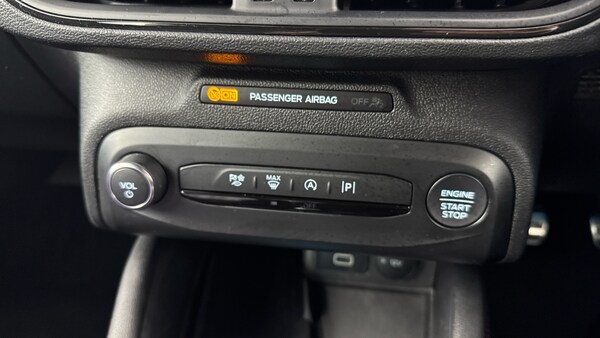 ON PASSENGER AIRBAG OFF
VOL
MAX
A
P
ENGINE
START
STOP